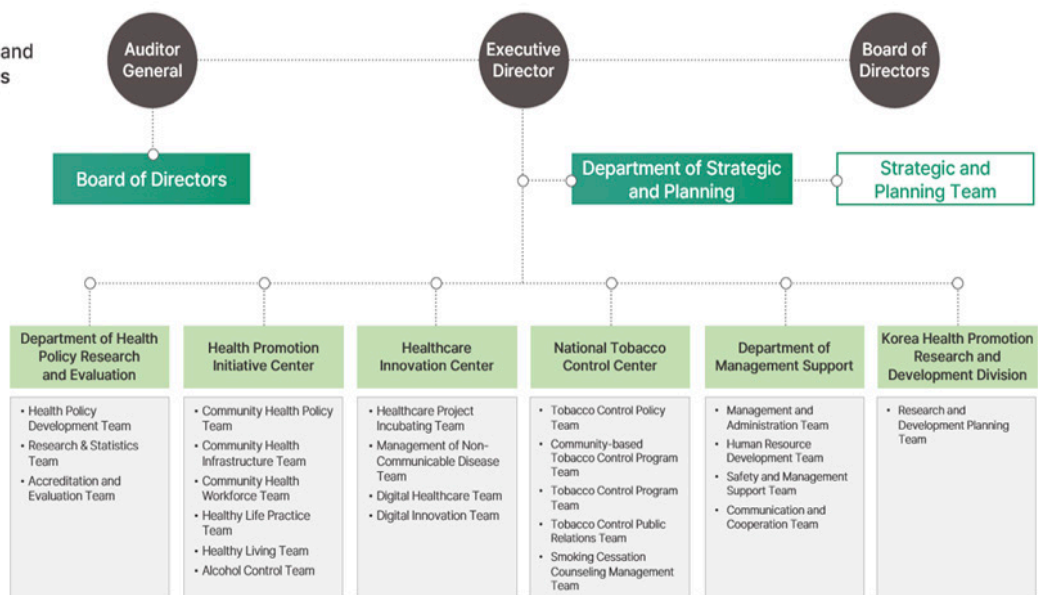 and
s
Auditor
General
Executive
Director
Board of
Directors
Board of Directors
Department of Strategic
and Planning
Strategic and
Planning Team
Department of Health
Policy Research
and Evaluation
• Health Policy
Development Team
• Research & Statistics
Team
• Accreditation and
Evaluation Team
Health Promotion
Initiative Center
• Community Health Policy
Team
• Community Health
Infrastructure Team
• Community Health
Workforce Team
• Healthy Life Practice
Team
• Healthy Living Team
• Alcohol Control Team
Healthcare
Innovation Center
• Healthcare Project
Incubating Team
• Management of Non-
Communicable Disease
Team
• Digital Healthcare Team
• Digital Innovation Team
National Tobacco
Control Center
• Tobacco Control Policy
Team
• Community-based
Tobacco Control Program
Team
• Tobacco Control Program
Team
• Tobacco Control Public
Relations Team
• Smoking Cessation
Counseling Management
Team
Department of
Management Support
• Management and
Administration Team
• Human Resource
Development Team
• Safety and Management
Support Team
• Communication and
Cooperation Team
Korea Health Promotion
Research and
Development Division
• Research and
Development Planning
Team